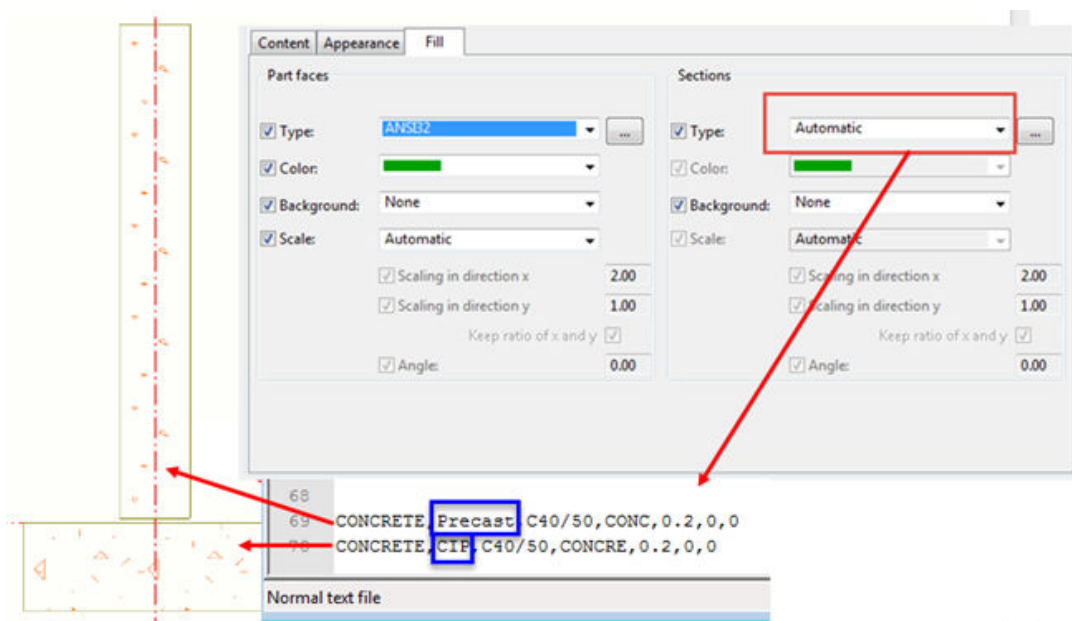 Content Appearance Fill
Part faces Sections
Type: ANSI32 ... Type: Automatic ...
Color: Color:
Background: None Background: None
Scale: Automatic Scale: Automatic
Scaling in direction x 2.00 Scaling in direction x 2.00
Scaling in direction y 1.00 Scaling in direction y 1.00
Keep ratio of x and y Keep ratio of x and y
Angle: 0.00 Angle: 0.00
68
69 CONCRETE,Precast,C40/50,CONC,0.2,0,0
70 CONCRETE,CIP,C40/50,CONCRE,0.2,0,0
Normal text file